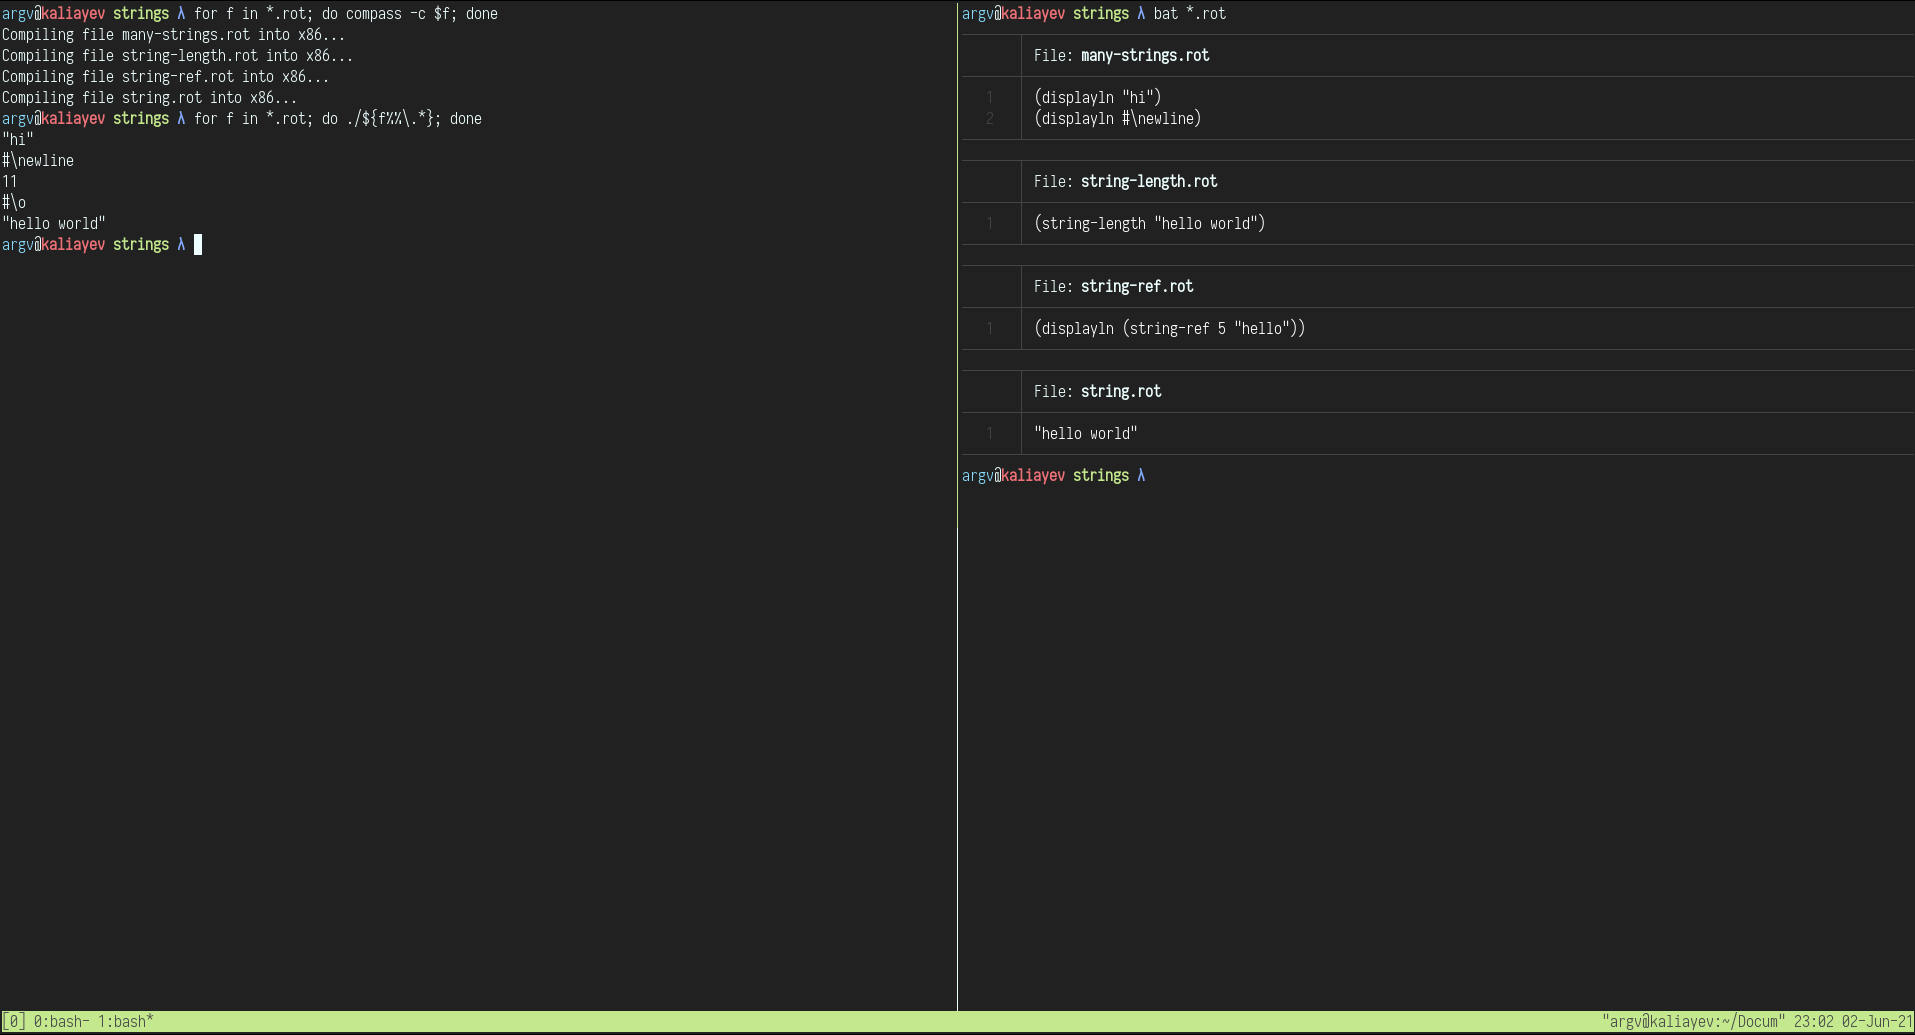 argv@kaliayev strings λ for f in *.rot; do compass -c $f; done
Compiling file many-strings.rot into x86...
Compiling file string-length.rot into x86...
Compiling file string-ref.rot into x86...
Compiling file string.rot into x86...
argv@kaliayev strings λ for f in *.rot; do ./${f%%\.*}; done
"hi"
#\newline
11
#\o
"hello world"
argv@kaliayev strings λ
argv@kaliayev strings λ bat *.rot
File: many-strings.rot
1 (displayln "hi")
2 (displayln #\newline)
File: string-length.rot
1 (string-length "hello world")
File: string-ref.rot
1 (displayln (string-ref 5 "hello"))
File: string.rot
1 "hello world"
argv@kaliayev strings λ
[0] 0:bash- 1:bash* "argv@kaliayev:~/Docum" 23:02 02-Jun-21